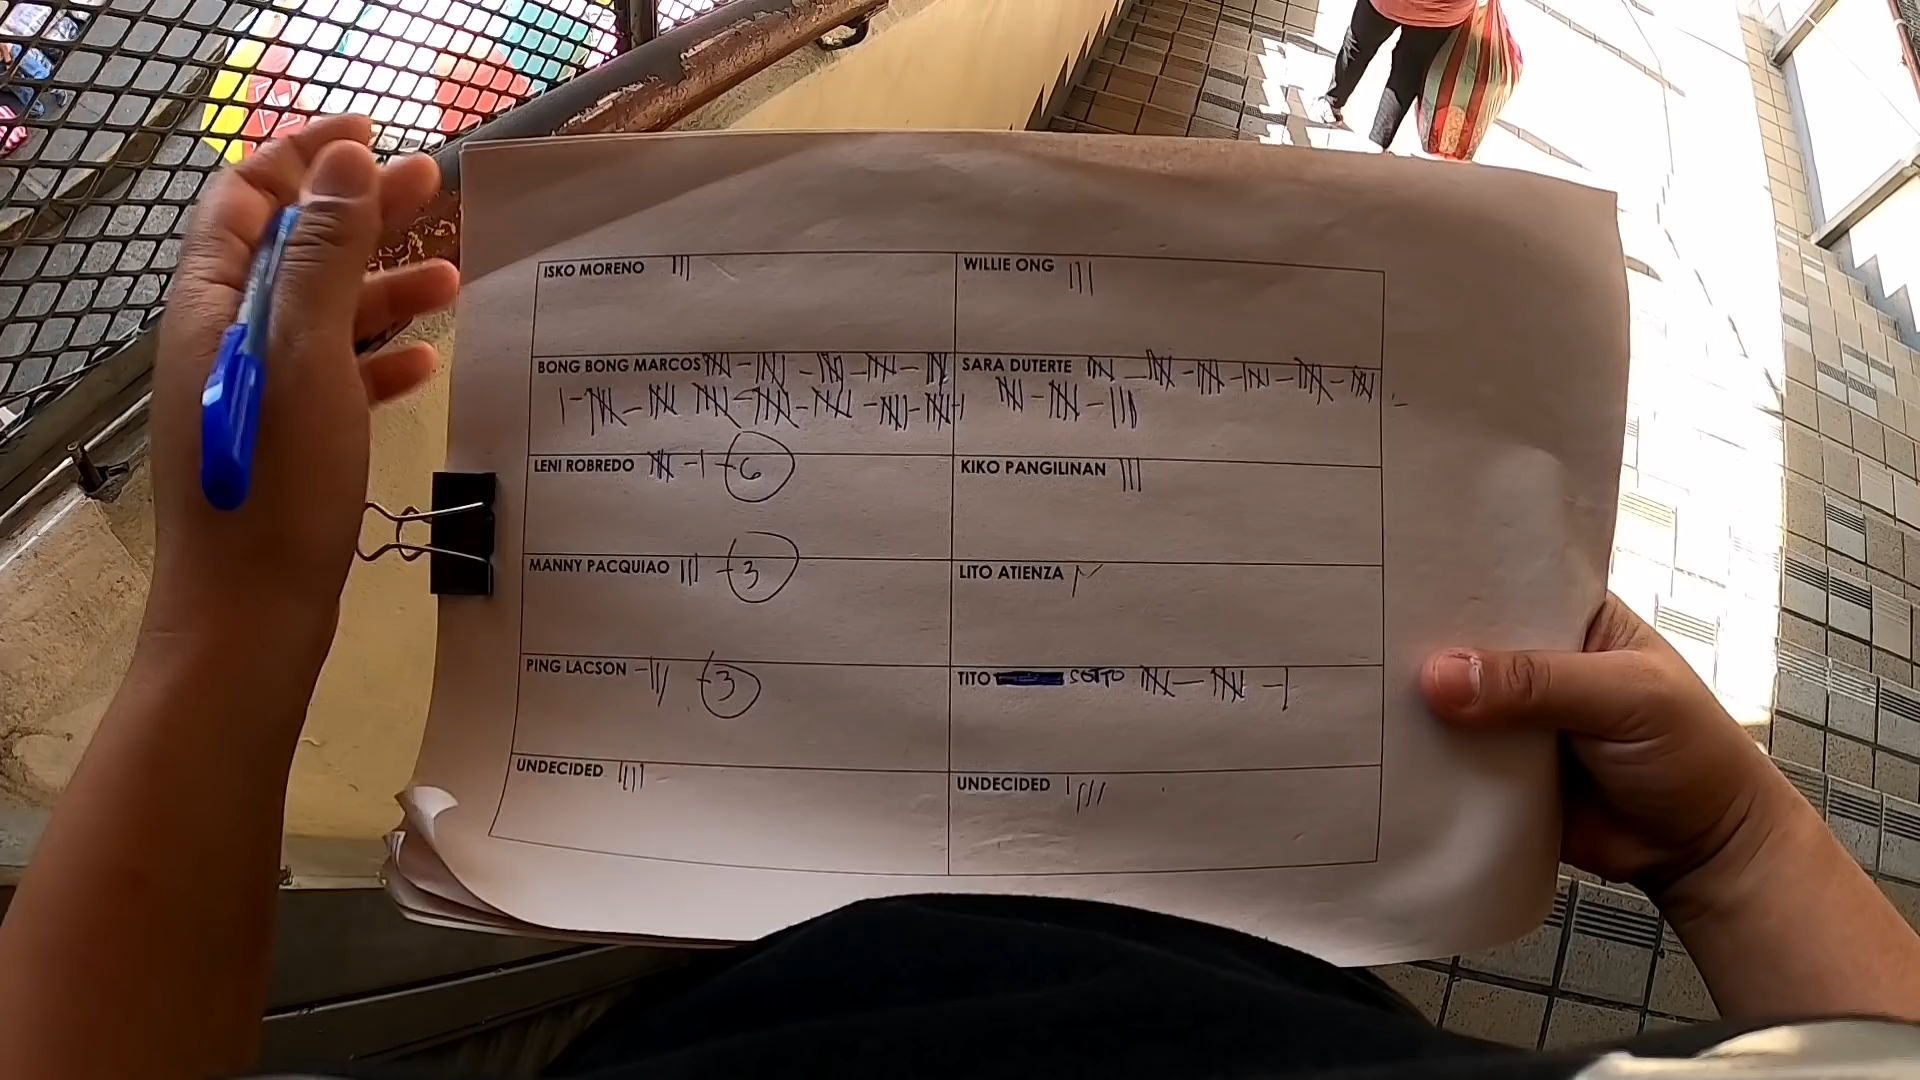 ISKO MORENO |||
WILLIE ONG |||
BONG BONG MARCOS
SARA DUTERTE
LENI ROBREDO 6
KIKO PANGILINAN |||
MANNY PACQUIAO ||| 3
LITO ATIENZA
PING LACSON 3
TITO SOTTO
UNDECIDED ||||
UNDECIDED ||||